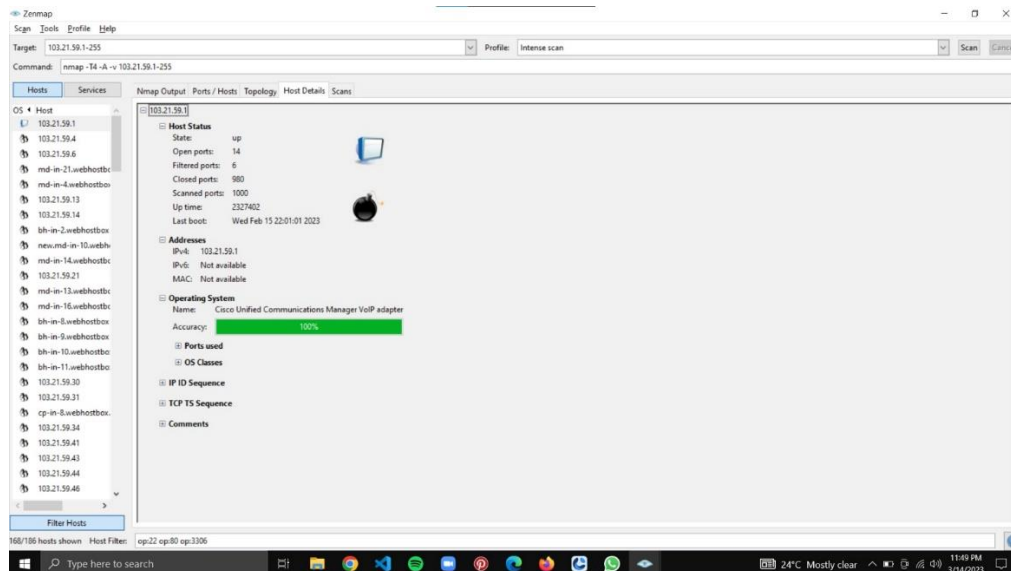 Zenmap
Scan Tools Profile Help
Target: 103.21.59.1-255 Profile: Intense scan Scan
Command: nmap -T4 -A -v 103.21.59.1-255
Hosts Services Nmap Output Ports / Hosts Topology Host Details Scans
OS Host
103.21.59.1
103.21.59.4
103.21.59.6
md-in-21.webhostbo
md-in-4.webhostbo
103.21.59.13
103.21.59.14
bh-in-2.webhostbox
new.md-in-10.webh
md-in-14.webhostbo
103.21.59.21
md-in-13.webhostbo
md-in-16.webhostbo
bh-in-8.webhostbox
bh-in-9.webhostbox
bh-in-10.webhostbo
bh-in-11.webhostbo
103.21.59.30
103.21.59.31
cp-in-8.webhostbox.
103.21.59.34
103.21.59.41
103.21.59.43
103.21.59.44
103.21.59.46
Filter Hosts
103.21.59.1
Host Status
State: up
Open ports: 14
Filtered ports: 6
Closed ports: 980
Scanned ports: 1000
Up time: 2327402
Last boot: Wed Feb 15 22:01:01 2023
Addresses
IPv4: 103.21.59.1
IPv6: Not available
MAC: Not available
Operating System
Name: Cisco Unified Communications Manager VoIP adapter
Accuracy: 100%
Ports used
OS Classes
IP ID Sequence
TCP TS Sequence
Comments
168/186 hosts shown Host Filter: op:22 op:80 op:3306
Type here to search 24°C Mostly clear 11:49 PM
3/14/2023